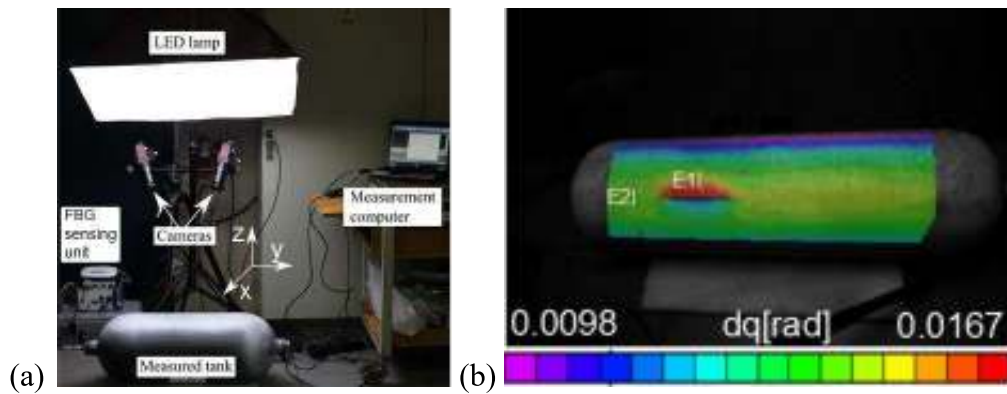 LED lamp
Measurement
computer
FBG
sensing
unit
Cameras
Z
y
x
Measured tank
(a)
E1|
E2|
0.0098 dq[rad] 0.0167
(b)